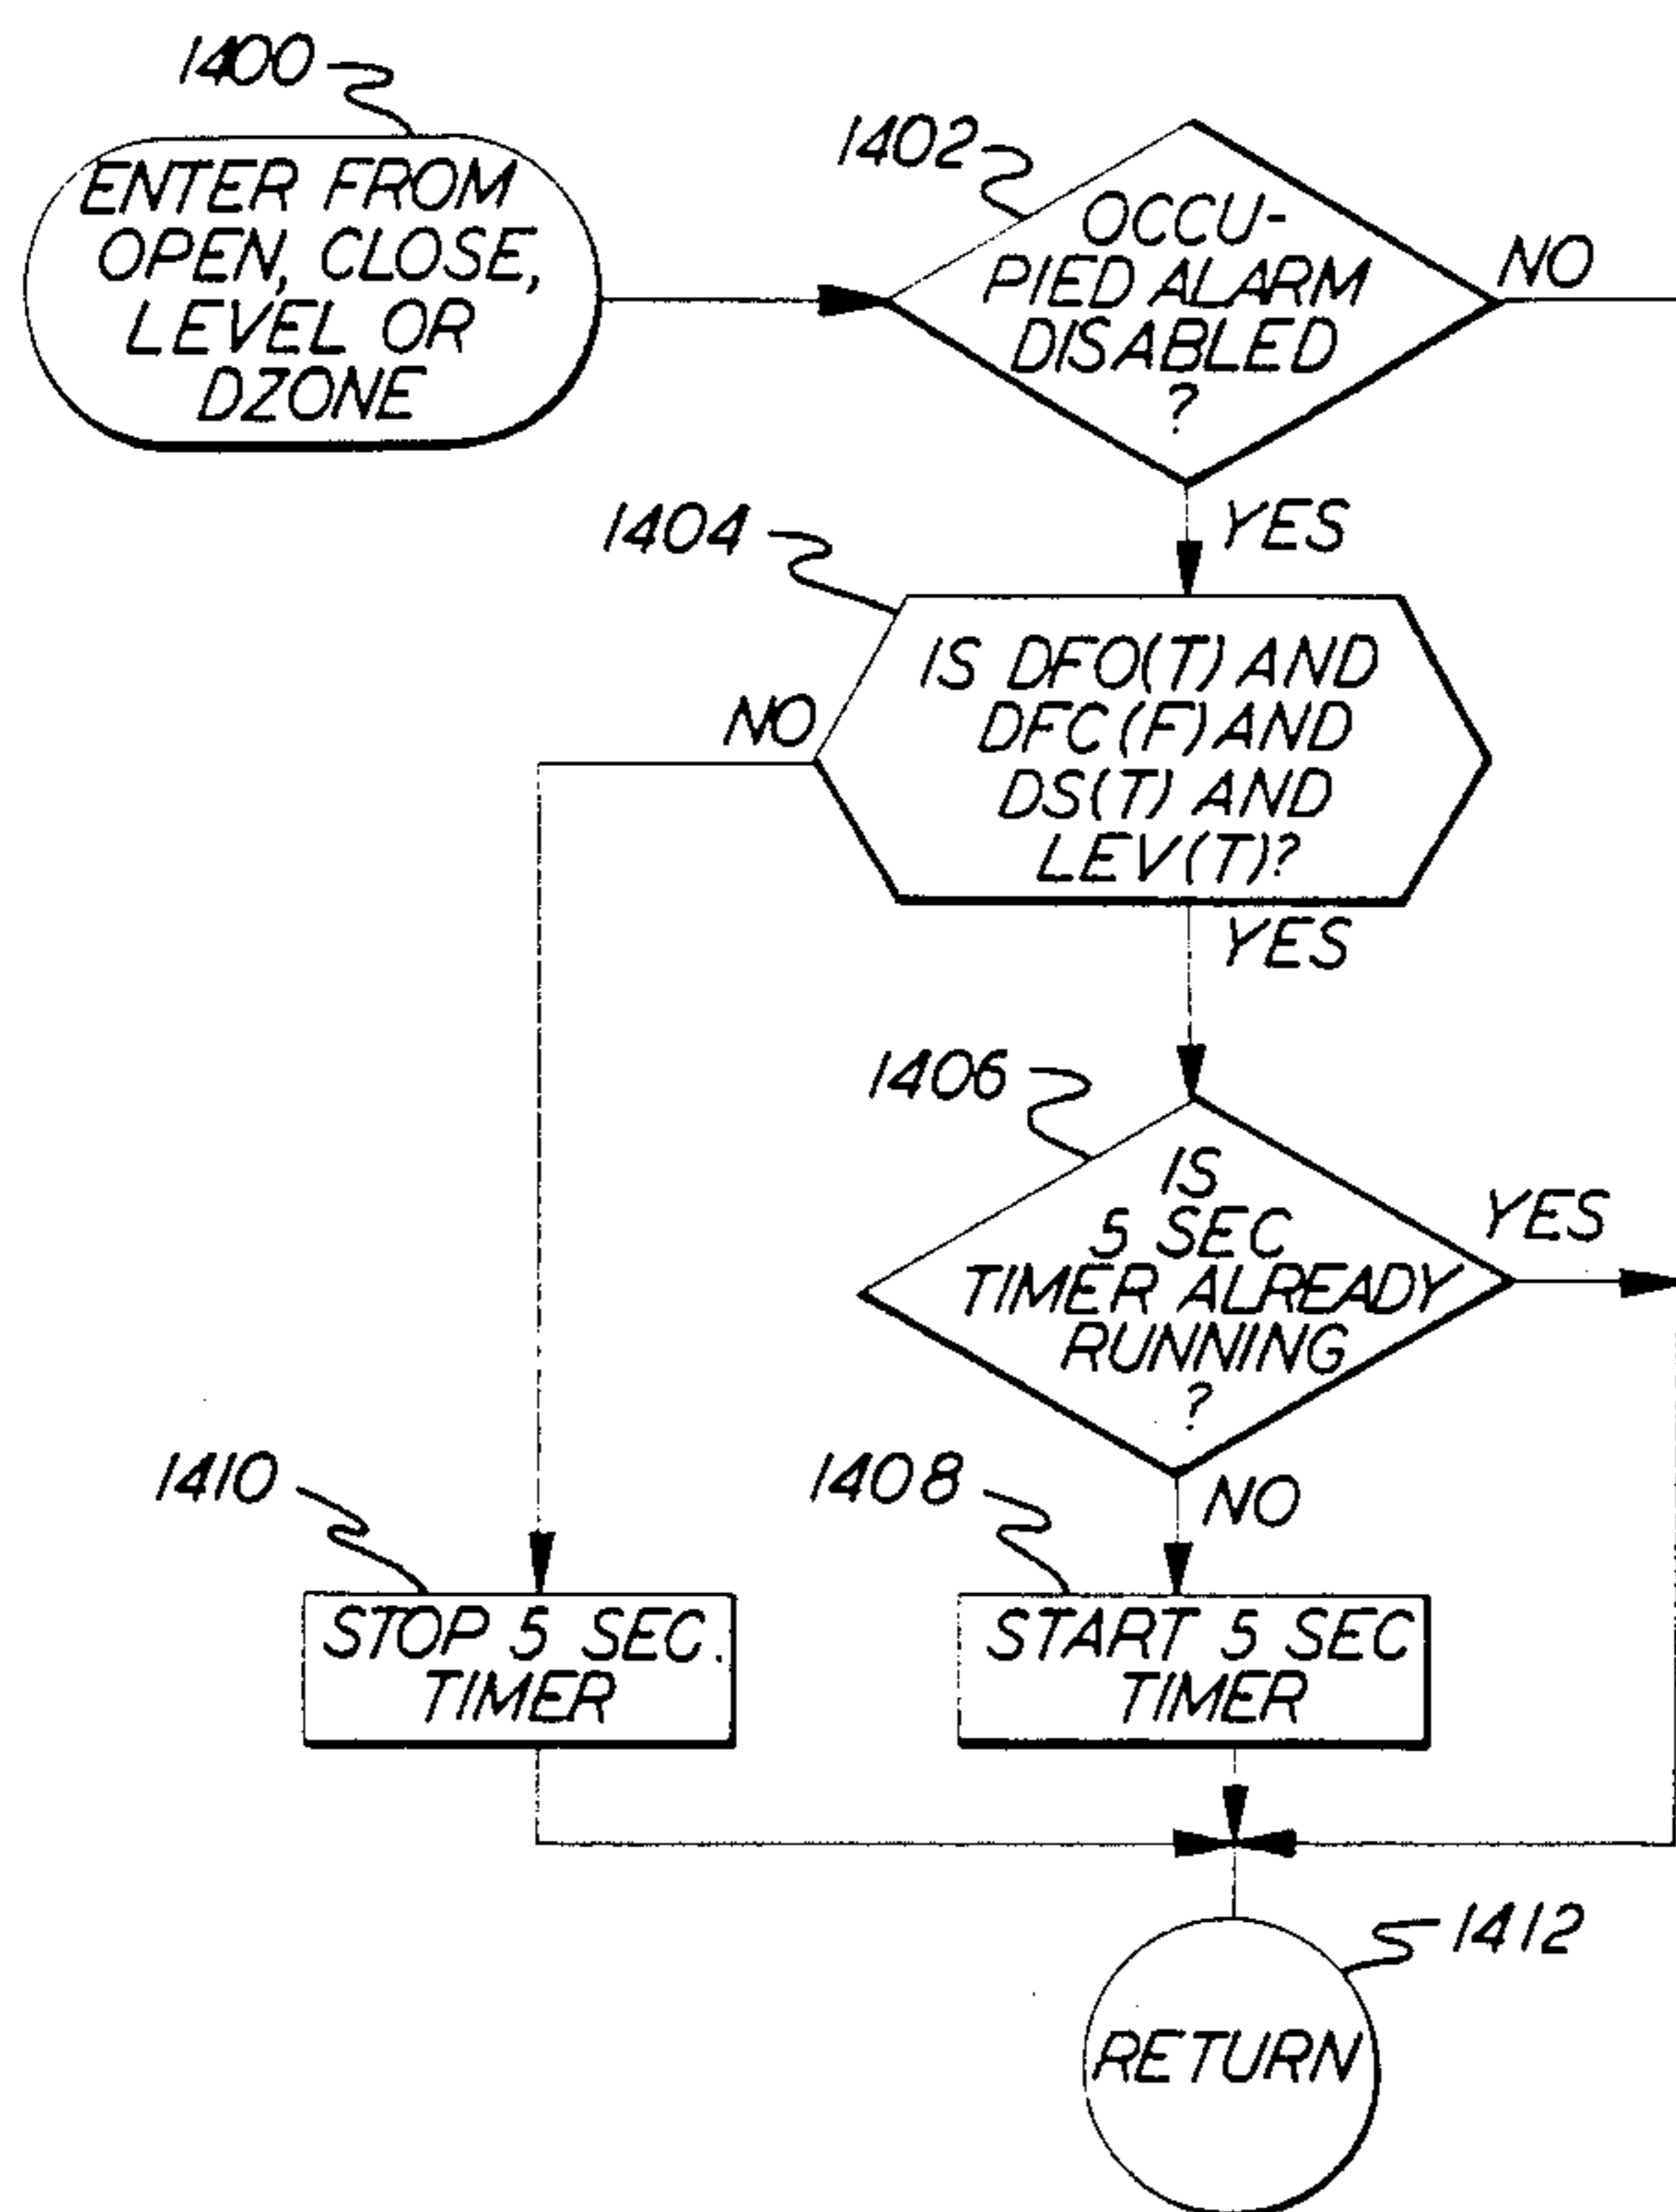 1400
ENTER FROM
OPEN, CLOSE,
LEVEL OR
DZONE
1402
OCCU-
PIED ALARM
DISABLED
?
NO
YES
1404
IS DFO(T) AND
DFC(F) AND
DS(T) AND
LEV(T)?
NO
YES
1406
IS
5 SEC
TIMER ALREADY
RUNNING
?
YES
NO
1410
STOP 5 SEC.
TIMER
1408
START 5 SEC
TIMER
1412
RETURN